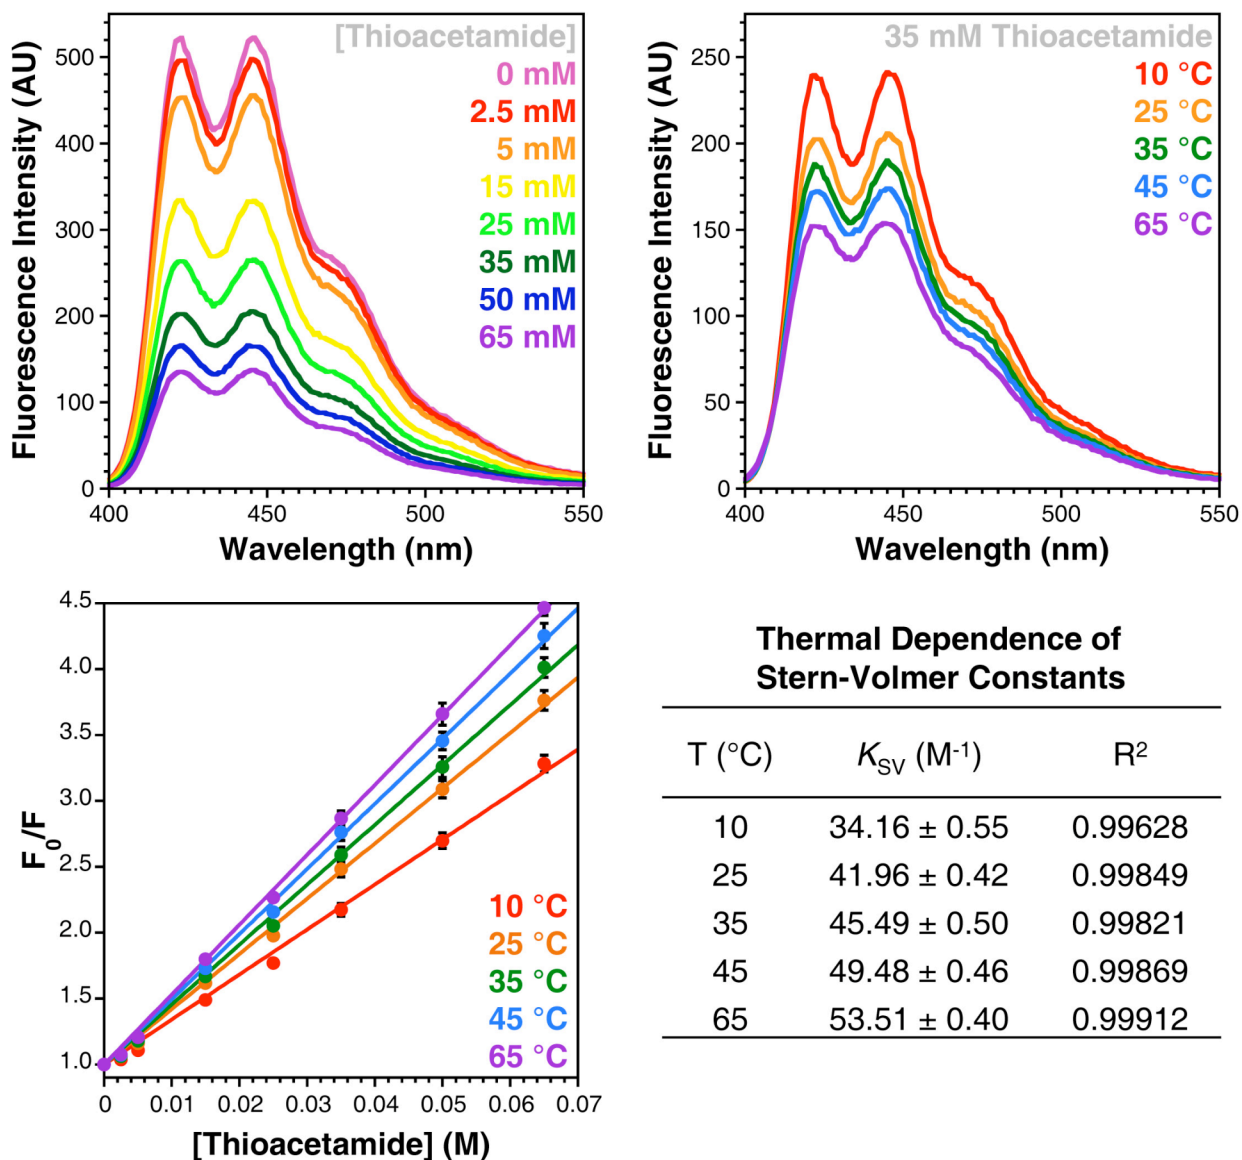 [Thioacetamide]
0 mM
2.5 mM
5 mM
15 mM
25 mM
35 mM
50 mM
65 mM
Fluorescence Intensity (AU)
500
400
300
200
100
0
400 450 500 550
Wavelength (nm)
35 mM Thioacetamide
10 °C
25 °C
35 °C
45 °C
65 °C
Fluorescence Intensity (AU)
250
200
150
100
50
0
400 450 500 550
Wavelength (nm)
F0/F
4.5
4.0
3.5
3.0
2.5
2.0
1.5
1.0
10 °C
25 °C
35 °C
45 °C
65 °C
0 0.01 0.02 0.03 0.04 0.05 0.06 0.07
[Thioacetamide] (M)
Thermal Dependence of
Stern-Volmer Constants
T (°C) KSV (M-1) R2
10 34.16 ± 0.55 0.99628
25 41.96 ± 0.42 0.99849
35 45.49 ± 0.50 0.99821
45 49.48 ± 0.46 0.99869
65 53.51 ± 0.40 0.99912